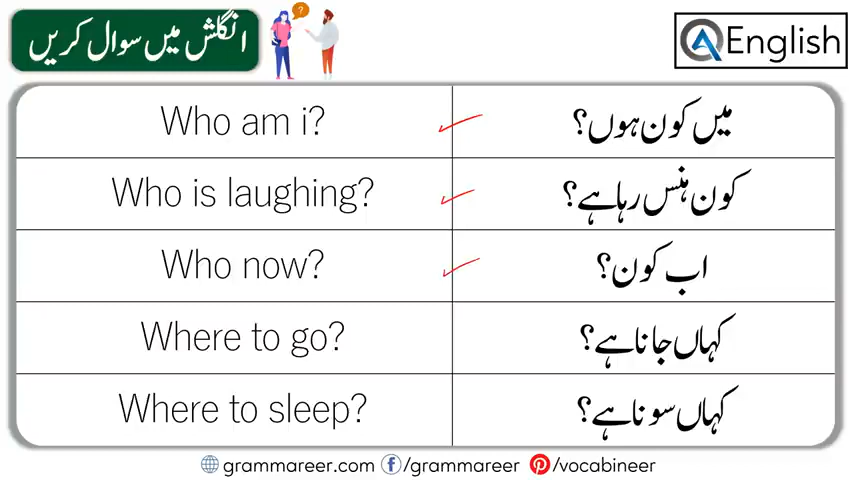 انگلش میں سوال کریں
?
English
Who am i?
میں کون ہوں؟
Who is laughing?
کون ہنس رہا ہے؟
Who now?
اب کون؟
Where to go?
کہاں جانا ہے؟
Where to sleep?
کہاں سونا ہے؟
grammareer.com /grammareer /vocabineer